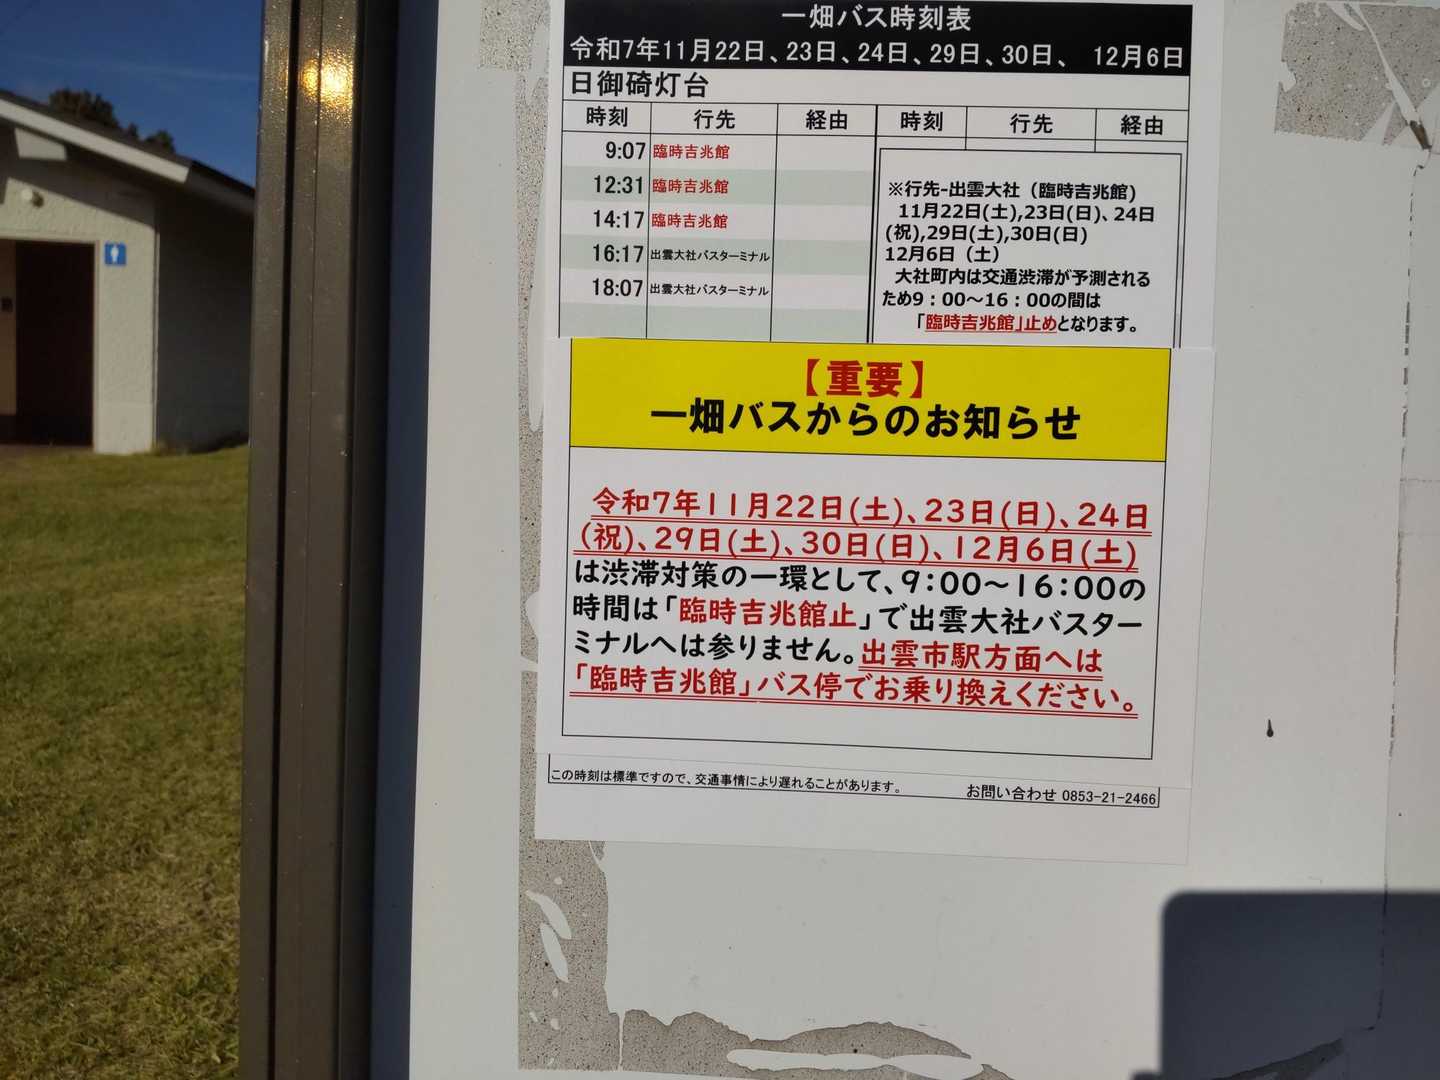 一畑バス時刻表
令和7年11月22日、23日、24日、29日、30日、 12月6日
日御碕灯台
時刻 行先 経由 時刻 行先 経由
9:07 臨時吉兆館
12:31 臨時吉兆館
14:17 臨時吉兆館
16:17 出雲大社バスターミナル
18:07 出雲大社バスターミナル
※行先-出雲大社（臨時吉兆館)
11月22日(土),23日(日)、24日
(祝),29日(土),30日(日)
12月6日（土）
大社町内は交通渋滞が予測される
ため9：00～16：00の間は
「臨時吉兆館」止めとなります。
【重要】
一畑バスからのお知らせ
令和7年11月22日(土)、23日(日)、24日
(祝)、29日(土)、30日(日)、12月6日(土)
は渋滞対策の一環として、9：00～16：00の
時間は「臨時吉兆館止」で出雲大社バスター
ミナルへは参りません。出雲市駅方面へは
「臨時吉兆館」バス停でお乗り換えください。
この時刻は標準ですので、交通事情により遅れることがあります。
お問い合わせ 0853-21-2466